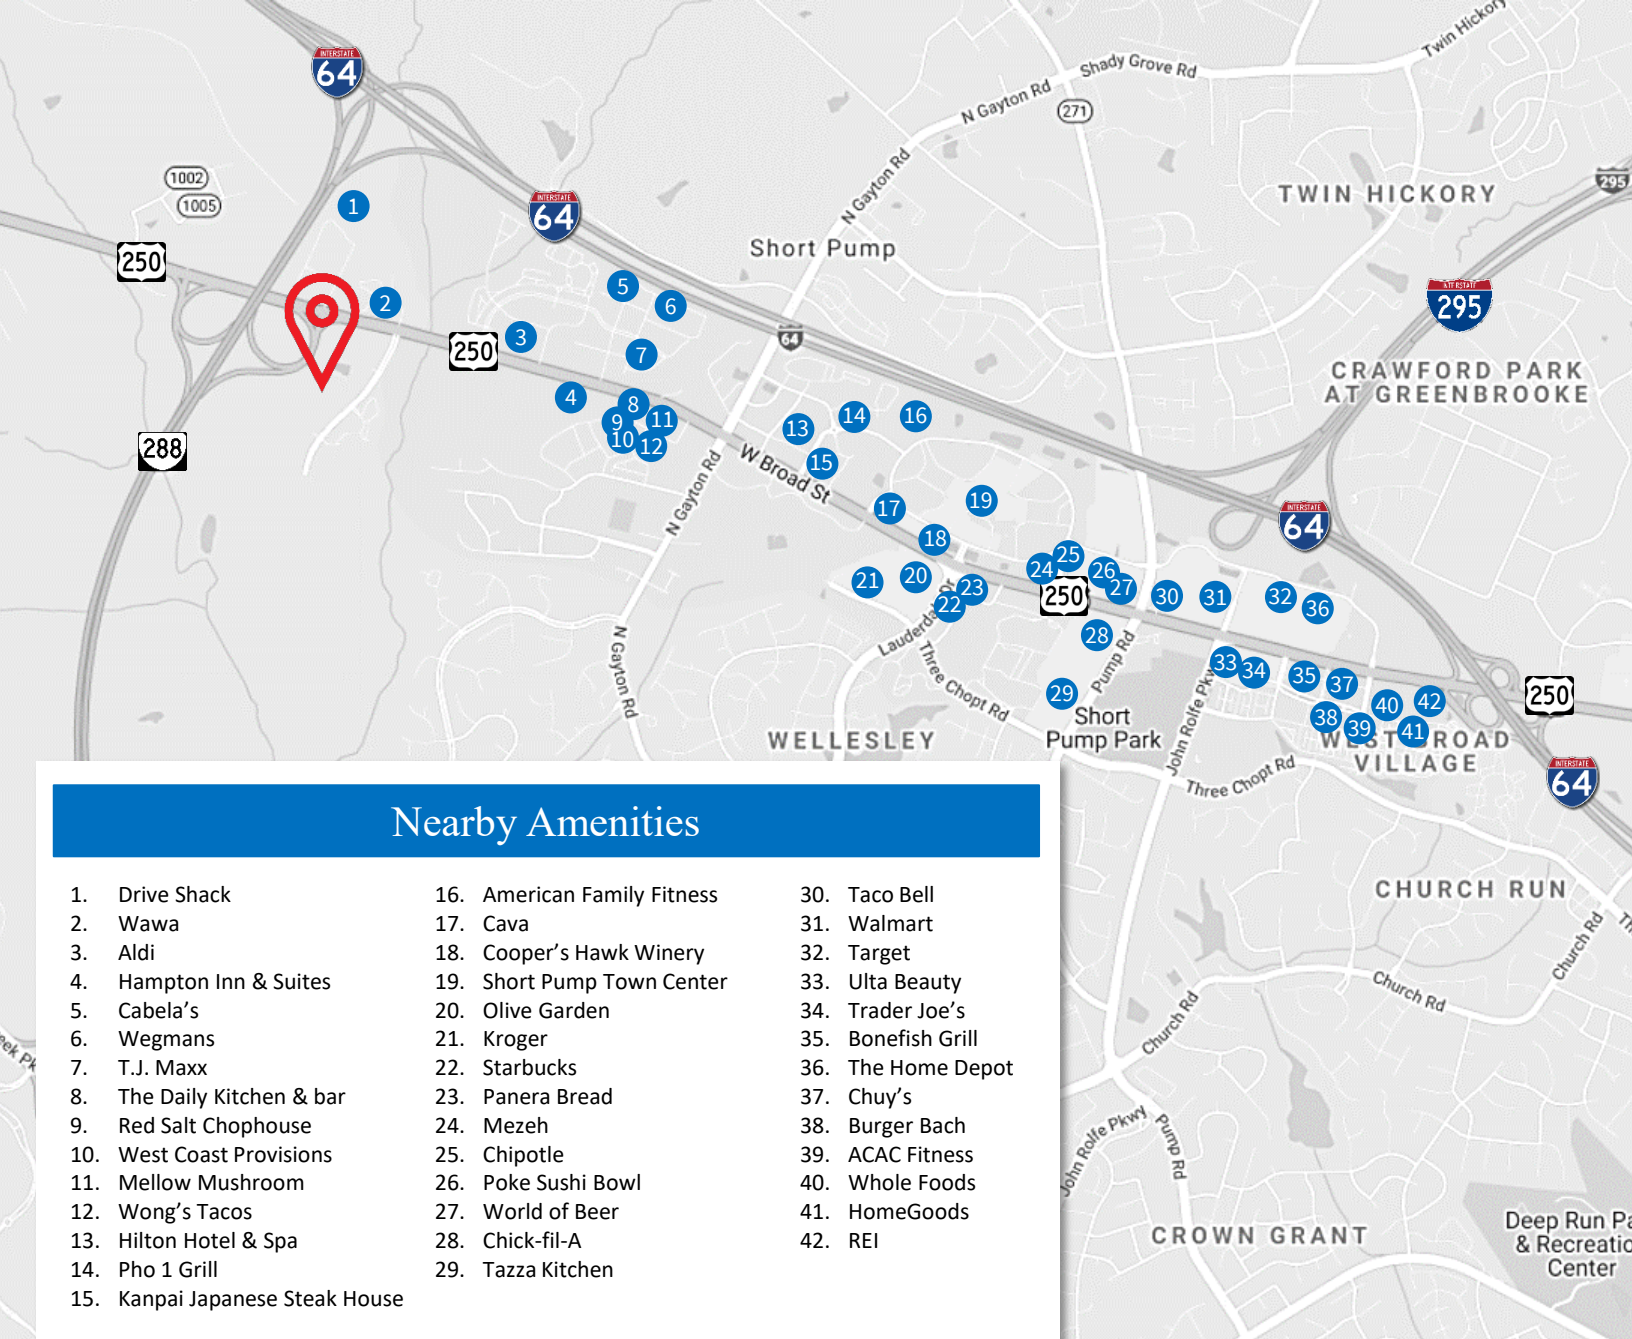 INTERSTATE
64
Twin Hickory
Shady Grove Rd
N Gayton Rd
271
N Gayton Rd
1002
1005
1
INTERSTATE
64
295
TWIN HICKORY
Short Pump
250
2
5
6
INTERSTATE
295
3
250
7
64
CRAWFORD PARK
AT GREENBROOKE
4
8
9
11
10
12
13
14
16
15
288
W Broad St
N Gayton Rd
17
19
18
INTERSTATE
64
21
20
23
22
24
25
26
27
250
30
31
32
36
28
Lauderdale Dr
Three Chopt Rd
N Gayton Rd
Pump Rd
29
33
34
35
37
38
39
40
41
42
250
John Rolfe Pkwy
Short
Pump Park
WELLESLEY
WEST BROAD
VILLAGE
Three Chopt Rd
INTERSTATE
64
Nearby Amenities
1. Drive Shack
2. Wawa
3. Aldi
4. Hampton Inn & Suites
5. Cabela’s
6. Wegmans
7. T.J. Maxx
8. The Daily Kitchen & bar
9. Red Salt Chophouse
10. West Coast Provisions
11. Mellow Mushroom
12. Wong’s Tacos
13. Hilton Hotel & Spa
14. Pho 1 Grill
15. Kanpai Japanese Steak House
16. American Family Fitness
17. Cava
18. Cooper’s Hawk Winery
19. Short Pump Town Center
20. Olive Garden
21. Kroger
22. Starbucks
23. Panera Bread
24. Mezeh
25. Chipotle
26. Poke Sushi Bowl
27. World of Beer
28. Chick-fil-A
29. Tazza Kitchen
30. Taco Bell
31. Walmart
32. Target
33. Ulta Beauty
34. Trader Joe’s
35. Bonefish Grill
36. The Home Depot
37. Chuy’s
38. Burger Bach
39. ACAC Fitness
40. Whole Foods
41. HomeGoods
42. REI
CHURCH RUN
Church Rd
Church Rd
Church Rd
John Rolfe Pkwy
Pump Rd
CROWN GRANT
Deep Run Pa
& Recreatio
Center